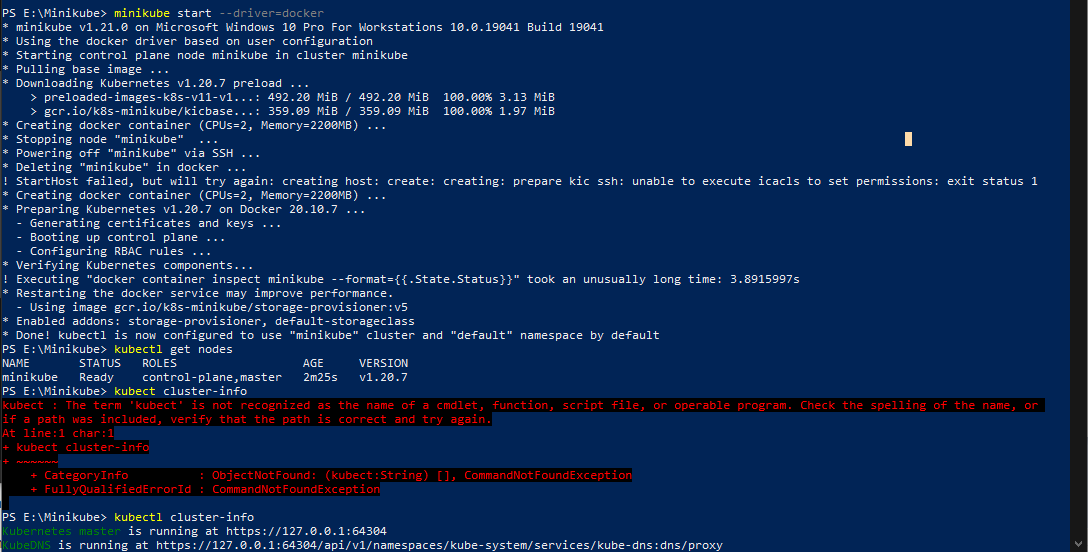 PS E:\Minikube> minikube start --driver=docker
* minikube v1.21.0 on Microsoft Windows 10 Pro For Workstations 10.0.19041 Build 19041
* Using the docker driver based on user configuration
* Starting control plane node minikube in cluster minikube
* Pulling base image ...
* Downloading Kubernetes v1.20.7 preload ...
    > preloaded-images-k8s-v11-v1...: 492.20 MiB / 492.20 MiB  100.00% 3.13 MiB
    > gcr.io/k8s-minikube/kicbase...: 359.09 MiB / 359.09 MiB  100.00% 1.97 MiB
* Creating docker container (CPUs=2, Memory=2200MB) ...
* Stopping node "minikube"  ...
* Powering off "minikube" via SSH ...
* Deleting "minikube" in docker ...
! StartHost failed, but will try again: creating host: create: creating: prepare kic ssh: unable to execute icacls to set permissions: exit status 1
* Creating docker container (CPUs=2, Memory=2200MB) ...
* Preparing Kubernetes v1.20.7 on Docker 20.10.7 ...
  - Generating certificates and keys ...
  - Booting up control plane ...
  - Configuring RBAC rules ...
* Verifying Kubernetes components...
! Executing "docker container inspect minikube --format={{.State.Status}}" took an unusually long time: 3.8915997s
* Restarting the docker service may improve performance.
  - Using image gcr.io/k8s-minikube/storage-provisioner:v5
* Enabled addons: storage-provisioner, default-storageclass
* Done! kubectl is now configured to use "minikube" cluster and "default" namespace by default
PS E:\Minikube> kubectl get nodes
NAME       STATUS   ROLES                  AGE     VERSION
minikube   Ready    control-plane,master   2m25s   v1.20.7
PS E:\Minikube> kubect cluster-info
kubect : The term 'kubect' is not recognized as the name of a cmdlet, function, script file, or operable program. Check the spelling of the name, or
if a path was included, verify that the path is correct and try again.
At line:1 char:1
+ kubect cluster-info
+ ~~~~~~
    + CategoryInfo          : ObjectNotFound: (kubect:String) [], CommandNotFoundException
    + FullyQualifiedErrorId : CommandNotFoundException
PS E:\Minikube> kubectl cluster-info
Kubernetes master is running at https://127.0.0.1:64304
KubeDNS is running at https://127.0.0.1:64304/api/v1/namespaces/kube-system/services/kube-dns:dns/proxy